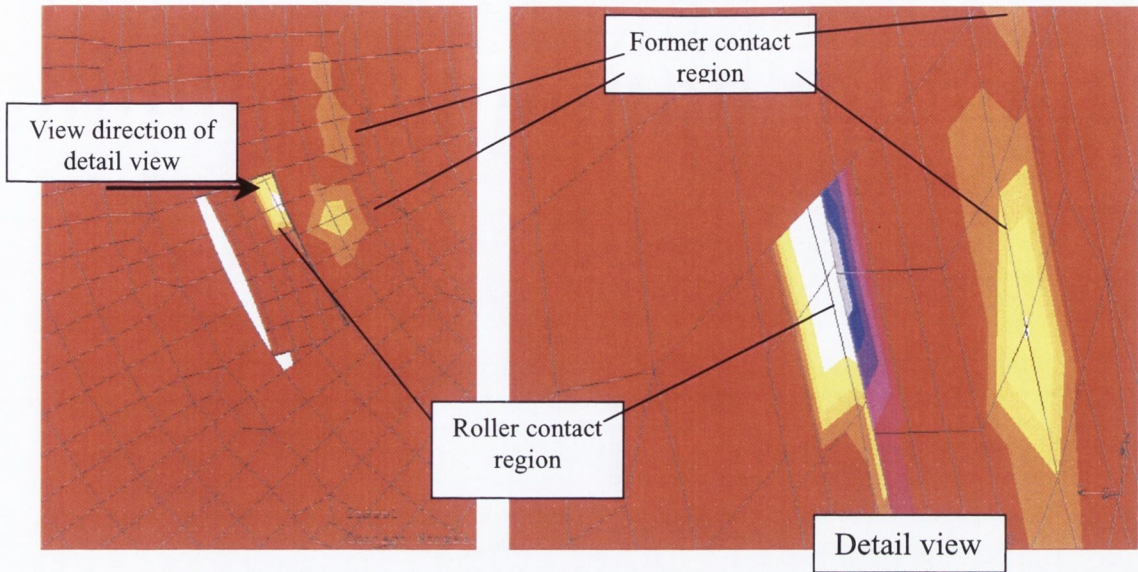 Former contact
region
View direction of
detail view
Roller contact
region
Detail view